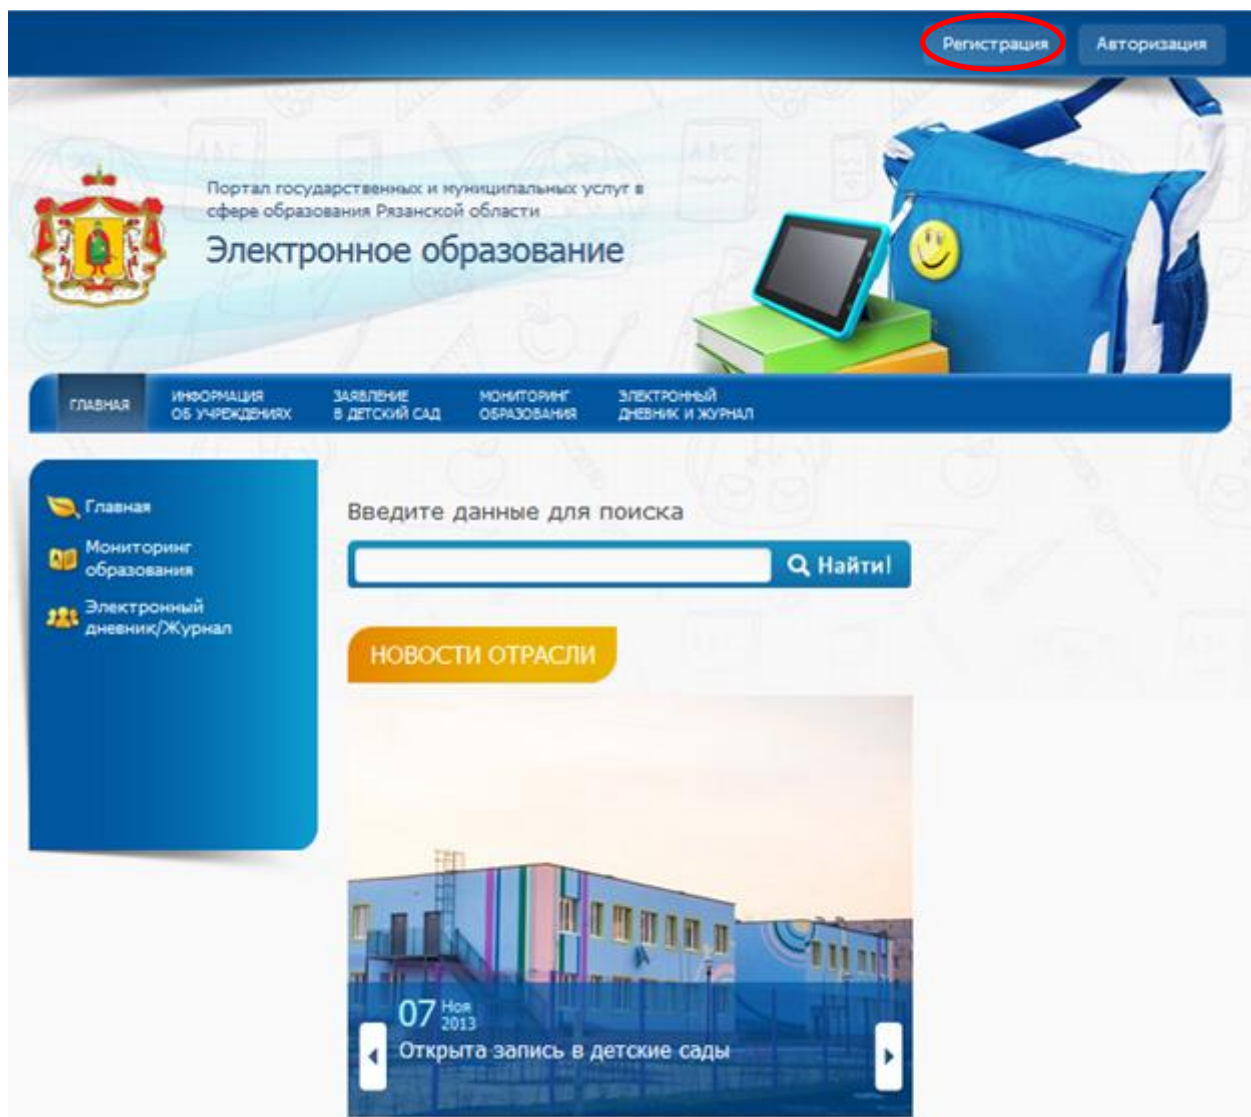 Регистрация Авторизация
Портал государственных и муниципальных услуг в
сфере образования Рязанской области
Электронное образование
ГЛАВНАЯ
ИНФОРМАЦИЯ
ОБ УЧРЕЖДЕНИЯХ
ЗАЯВЛЕНИЕ
В ДЕТСКИЙ САД
МОНИТОРИНГ
ОБРАЗОВАНИЯ
ЭЛЕКТРОННЫЙ
ДНЕВНИК И ЖУРНАЛ
Главная
Мониторинг
образования
Электронный
дневник/Журнал
Введите данные для поиска
Найти!
НОВОСТИ ОТРАСЛИ
07 Ноя
2013
Открыта запись в детские сады